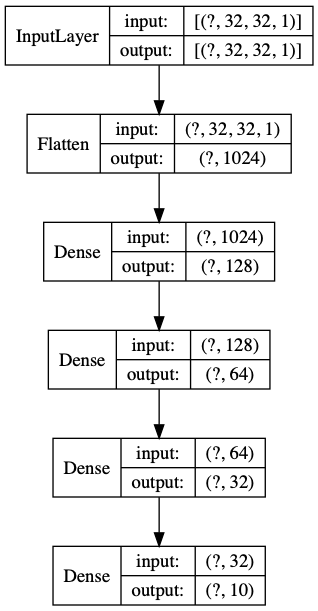 InputLayer input: [(?, 32, 32, 1)]
output: [(?, 32, 32, 1)]
Flatten input: (?, 32, 32, 1)
output: (?, 1024)
Dense input: (?, 1024)
output: (?, 128)
Dense input: (?, 128)
output: (?, 64)
Dense input: (?, 64)
output: (?, 32)
Dense input: (?, 32)
output: (?, 10)